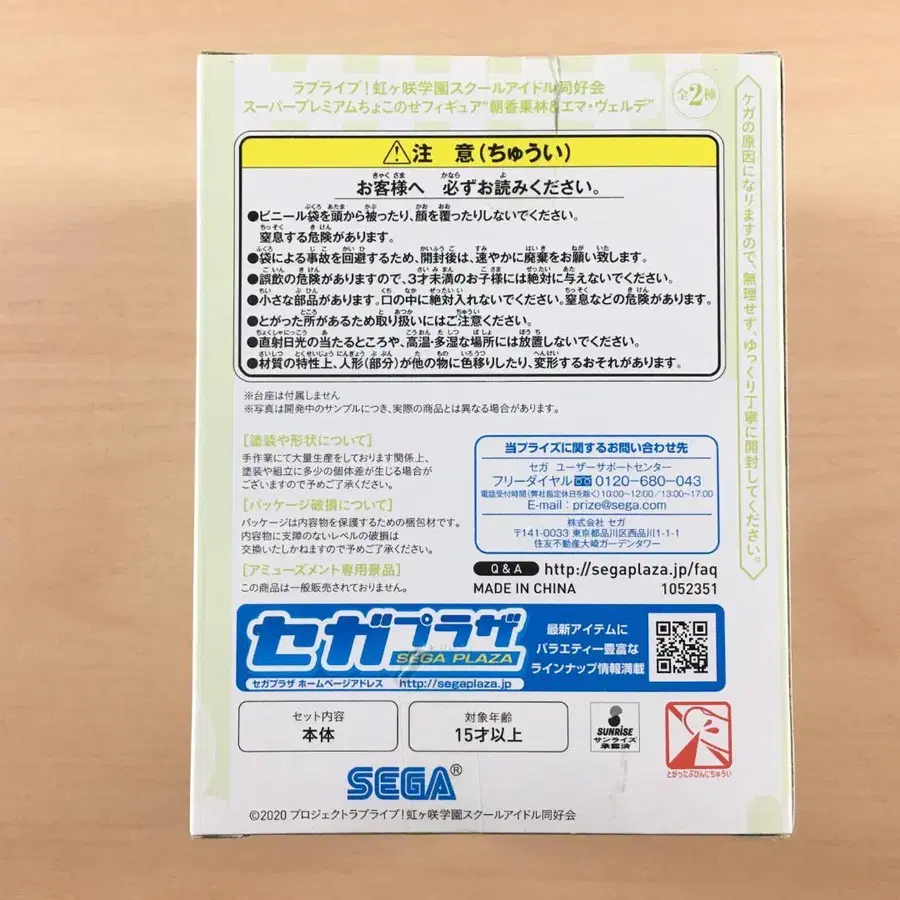 ラブライブ！虹ヶ咲学園スクールアイドル同好会
スーパープレミアムちょこのせフィギュア“朝香果林&エマ・ヴェルデ”
全2種
ケガの原因になりますので、無理せず、ゆっくり丁寧に開封してください。
⚠注 意(ちゅうい)
お客様へ 必ずお読みください。
●ビニール袋を頭から被ったり、顔を覆ったりしないでください。
窒息する危険があります。
●袋による事故を回避するため、開封後は、速やかに廃棄をお願い致します。
●誤飲の危険がありますので、3才未満のお子様には絶対に与えないでください。
●小さな部品があります。口の中に絶対入れないでください。窒息などの危険があります。
●とがった所があるため取り扱いにはご注意ください。
●直射日光の当たるところや、高温・多湿な場所には放置しないでください。
●材質の特性上、人形(部分)が他の物に色移りしたり、変形するおそれがあります。
※台座は付属しません
※写真は開発中のサンプルにつき、実際の商品とは異なる場合があります。
[塗装や形状について]
手作業にて大量生産をしております関係上、
塗装や組立に多少の個体差が生じる場合が
ございますので予めご了承ください。
[パッケージ破損について]
パッケージは内容物を保護するための梱包材です。
内容物に支障のないレベルの破損は
交換いたしかねますので予めご了承ください。
[アミューズメント専用景品]
この商品は一般販売されておりません。
当プライズに関するお問い合わせ先
セガ ユーザーサポートセンター
フリーダイヤル 0120-680-043
電話受付時間(弊社指定休日を除く) 10:00~12:00／13:00~17:00
E-mail : prize@sega.com
株式会社 セガ
〒141-0033 東京都品川区西品川1-1-1
住友不動産大崎ガーデンタワー
Q & A http://segaplaza.jp/faq
MADE IN CHINA 1052351
セガプラザ
SEGA PLAZA
セガプラザ ホームページアドレス http://segaplaza.jp
最新アイテムに
バラエティー豊富な
ラインナップ情報満載
セット内容
本体
対象年齢
15才以上
SUNRISE
サンライズ
承認済
とがったぶひんにちゅうい
SEGA®
©2020 プロジェクトラブライブ！虹ヶ咲学園スクールアイドル同好会